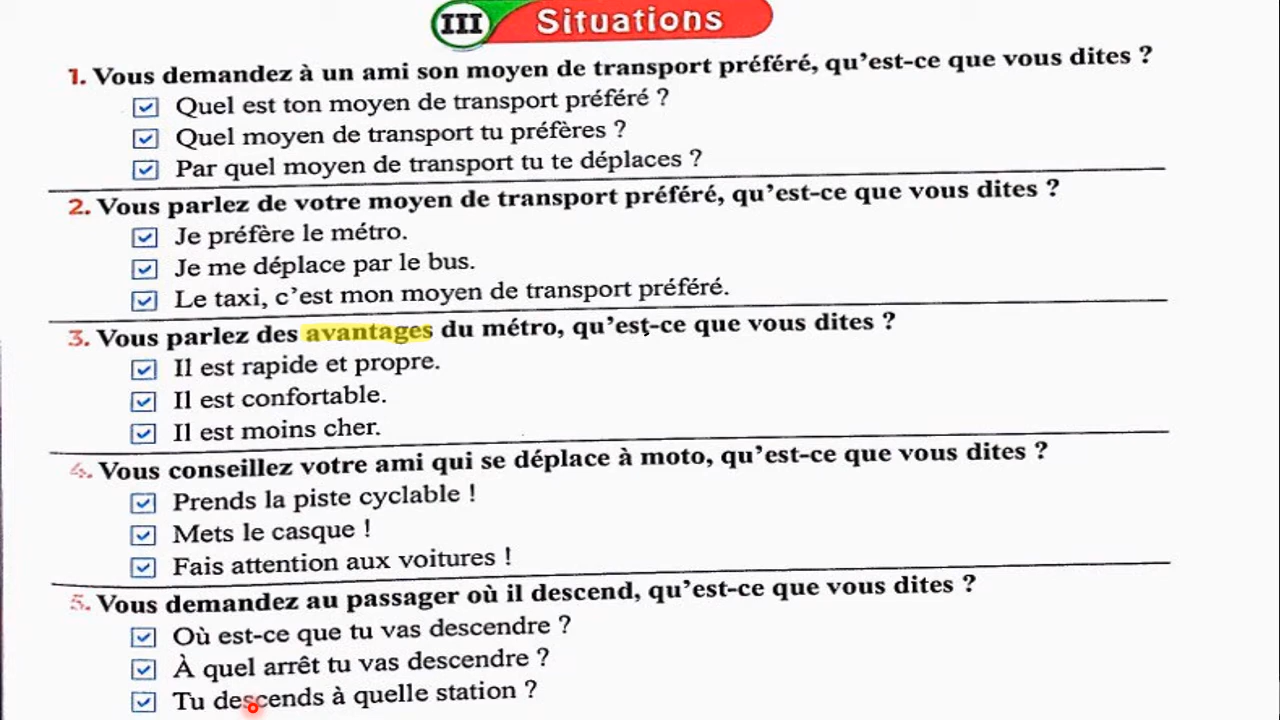 III Situations
1. Vous demandez à un ami son moyen de transport préféré, qu'est-ce que vous dites ?
Quel est ton moyen de transport préféré ?
Quel moyen de transport tu préfères ?
Par quel moyen de transport tu te déplaces ?
2. Vous parlez de votre moyen de transport préféré, qu'est-ce que vous dites ?
Je préfère le métro.
Je me déplace par le bus.
Le taxi, c'est mon moyen de transport préféré.
3. Vous parlez des avantages du métro, qu'est-ce que vous dites ?
Il est rapide et propre.
Il est confortable.
Il est moins cher.
4. Vous conseillez votre ami qui se déplace à moto, qu'est-ce que vous dites ?
Prends la piste cyclable !
Mets le casque !
Fais attention aux voitures !
5. Vous demandez au passager où il descend, qu'est-ce que vous dites ?
Où est-ce que tu vas descendre ?
À quel arrêt tu vas descendre ?
Tu descends à quelle station ?